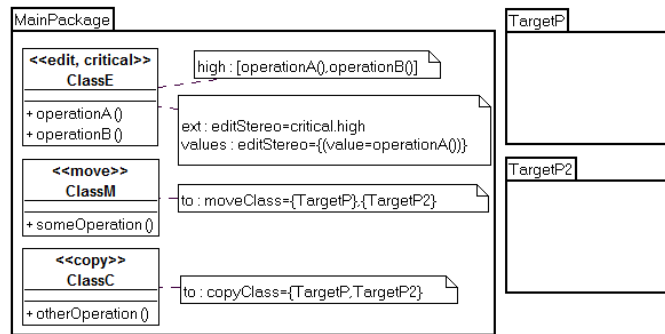 MainPackage
<<edit, critical>>
ClassE
+ operationA()
+ operationB()
high : [operationA(),operationB()]
ext : editStereo=critical.high
values : editStereo={(value=operationA())}
<<move>>
ClassM
+ someOperation()
to : moveClass={TargetP},{TargetP2}
<<copy>>
ClassC
+ otherOperation()
to : copyClass={TargetP,TargetP2}
TargetP
TargetP2